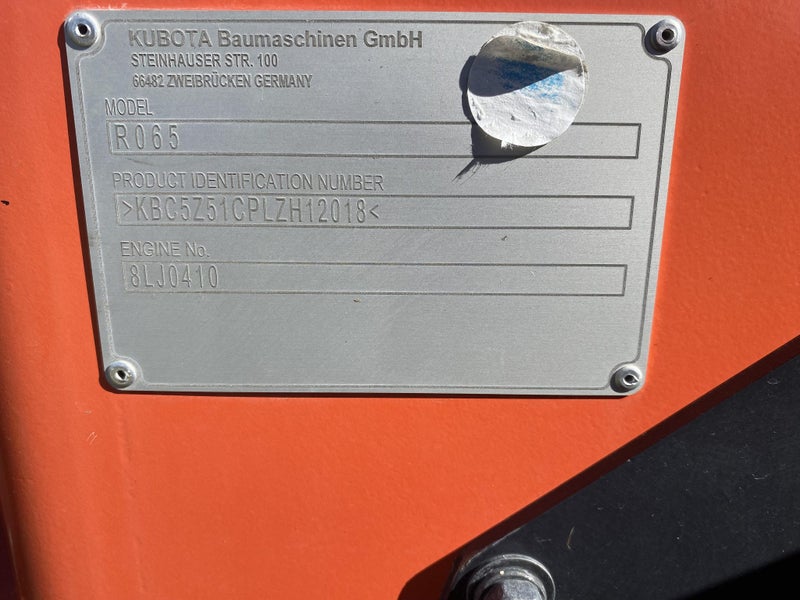 KUBOTA Baumaschinen GmbH
STEINHAUSER STR. 100
66482 ZWEIBRÜCKEN GERMANY
MODEL
R065
PRODUCT IDENTIFICATION NUMBER
>KBC5Z51CPLZH12018<
ENGINE No.
8LJ0410